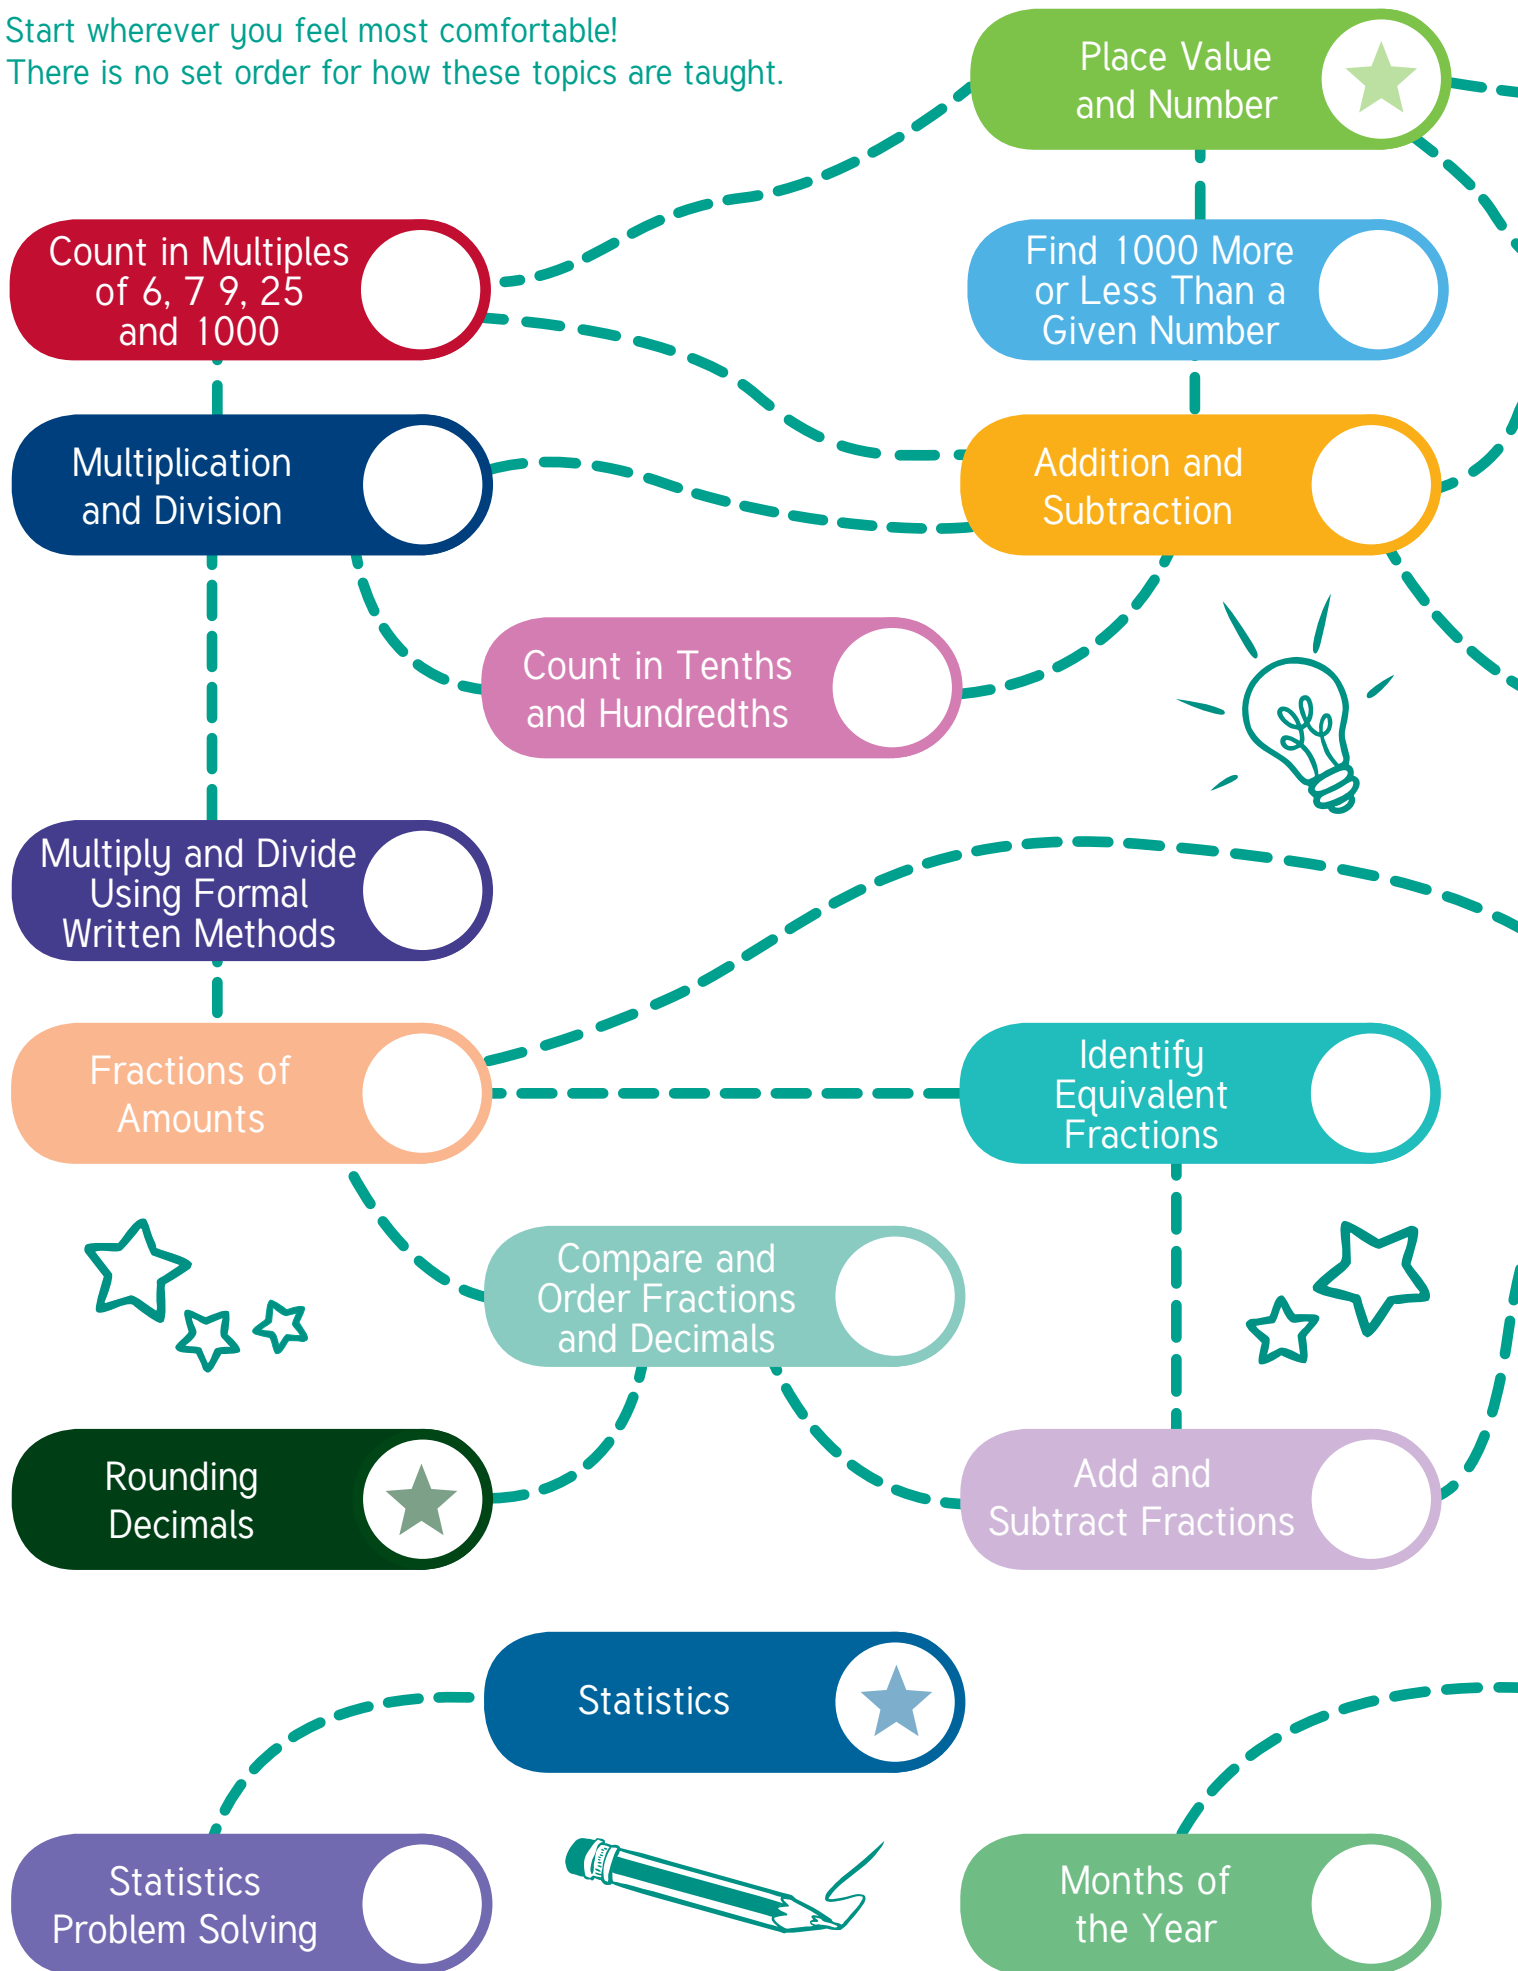 Start wherever you feel most comfortable!
There is no set order for how these topics are taught.
Place Value
and Number
Count in Multiples
of 6, 7 9, 25
and 1000
Find 1000 More
or Less Than a
Given Number
Multiplication
and Division
Addition and
Subtraction
Count in Tenths
and Hundredths
Multiply and Divide
Using Formal
Written Methods
Fractions of
Amounts
Identify
Equivalent
Fractions
Compare and
Order Fractions
and Decimals
Rounding
Decimals
Add and
Subtract Fractions
Statistics
Statistics
Problem Solving
Months of
the Year